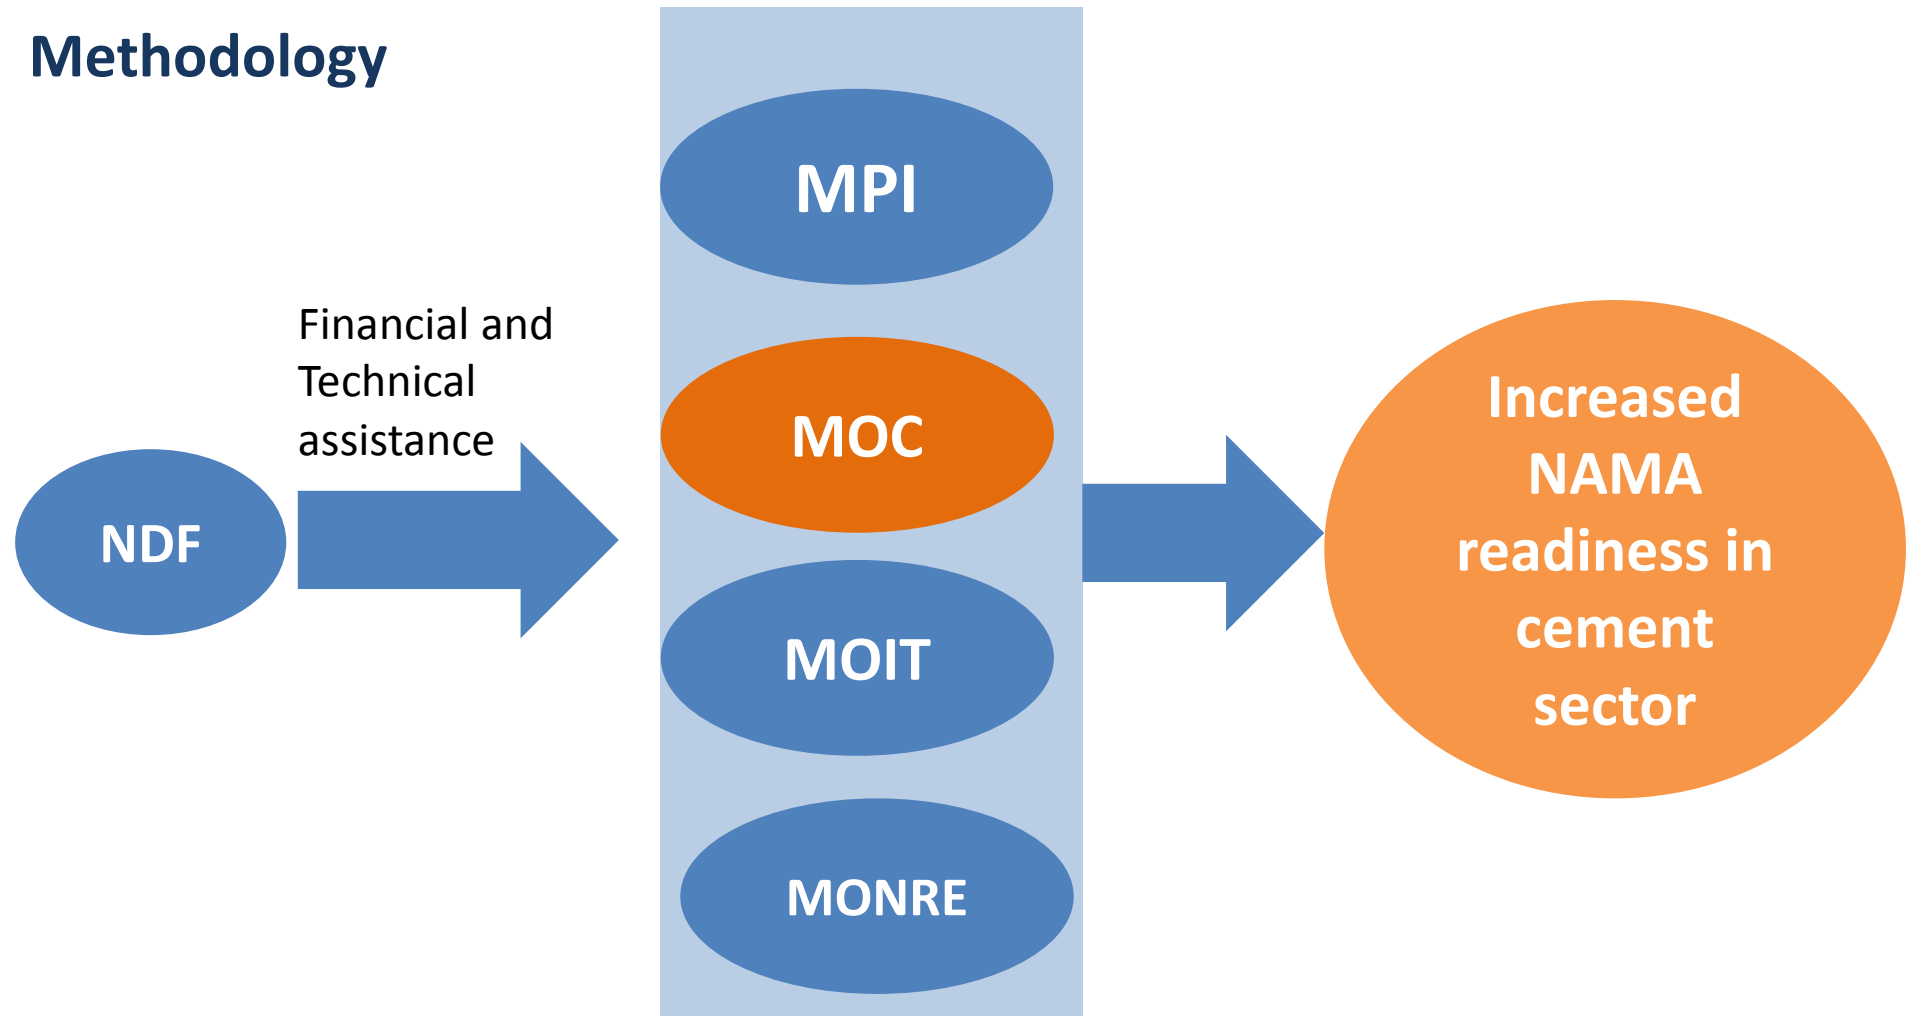 Methodology
MPI
Financial and
Technical
assistance
MOC
NDF
MOIT
MONRE
Increased
NAMA
readiness in
cement
sector